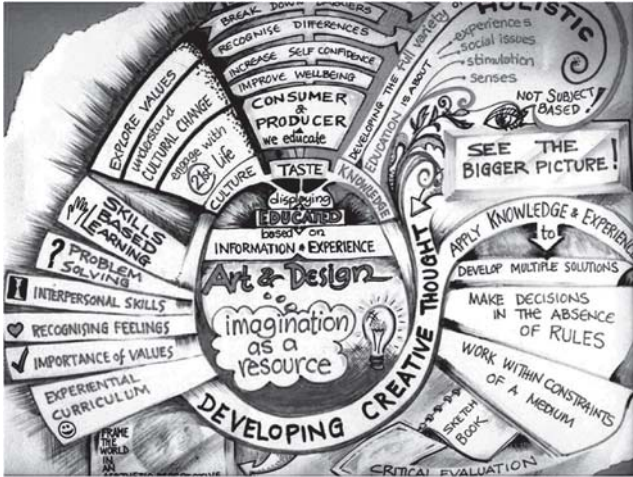 BREAK DOWN BARRIERS
RECOGNISE DIFFERENCES
INCREASE SELF CONFIDENCE
IMPROVE WELLBEING
CONSUMER
&
PRODUCER
we educate
TASTE
displaying
EDUCATED
based on
INFORMATION & EXPERIENCE
Art & Design
imagination
as a
resource
DEVELOPING CREATIVE THOUGHT
KNOWLEDGE
CULTURE
engage with
21st Life
understand
CULTURAL CHANGE
EXPLORE VALUES
SKILLS
BASED
LEARNING
? PROBLEM
SOLVING
INTERPERSONAL SKILLS
RECOGNISING FEELINGS
IMPORTANCE of VALUES
EXPERIENTIAL
CURRICULUM
FRAME
THE
WORLD
IN
AN
DEVELOPING THE full variety of
EDUCATION IS ABOUT
HOLISTIC
experiences
social issues
stimulation
senses
NOT SUBJECT
BASED!
SEE THE
BIGGER PICTURE!
APPLY KNOWLEDGE & EXPERIENCE
to
DEVELOP MULTIPLE SOLUTIONS
MAKE DECISIONS
IN THE ABSENCE
OF RULES
WORK WITHIN CONSTRAINTS
OF A MEDIUM
SKETCH
BOOK
CRITICAL EVALUATION